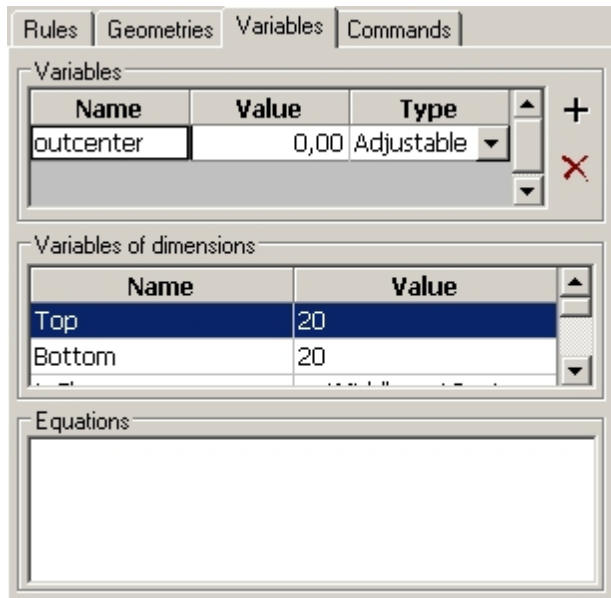 Rules Geometries Variables Commands
Variables
Name Value Type
outcenter 0,00 Adjustable
Variables of dimensions
Name Value
Top 20
Bottom 20
Equations